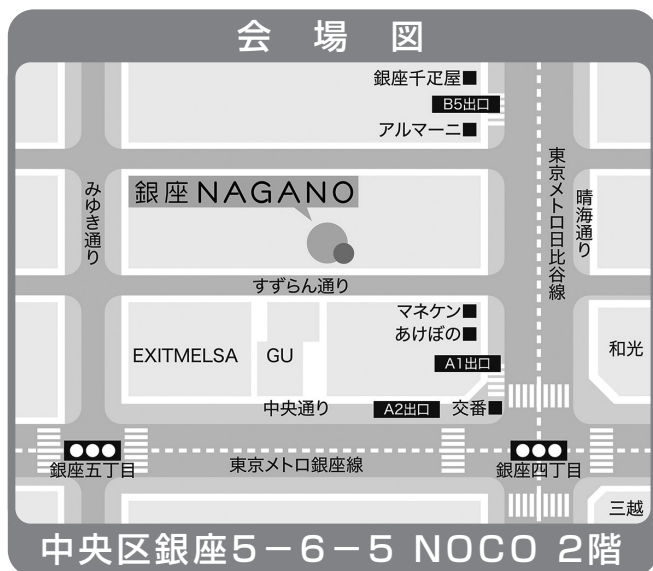 会場図
銀座千疋屋
B5出口
アルマーニ
みゆき通り
銀座NAGANO
東京メトロ日比谷線
晴海通り
すずらん通り
マネケン
あけぼの
EXITMELSA
GU
A1出口
和光
中央通り
A2出口
交番
銀座五丁目
東京メトロ銀座線
銀座四丁目
三越
中央区銀座5－6－5 NOCO 2階